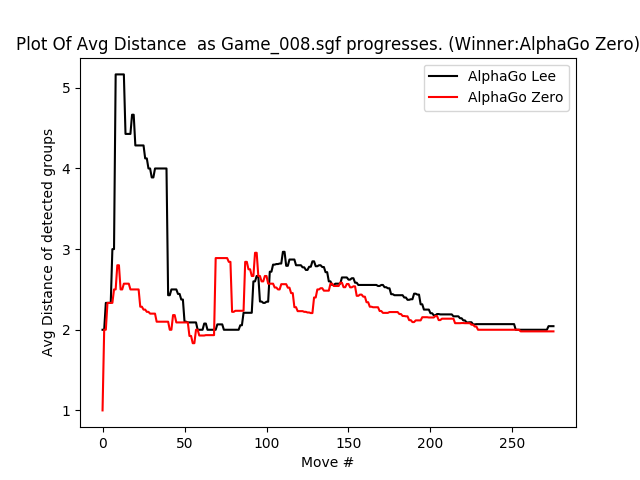 Plot Of Avg Distance  as Game_008.sgf progresses. (Winner:AlphaGo Zero)
AlphaGo Lee
AlphaGo Zero
Avg Distance of detected groups
5
4
3
2
1
0 50 100 150 200 250
Move #